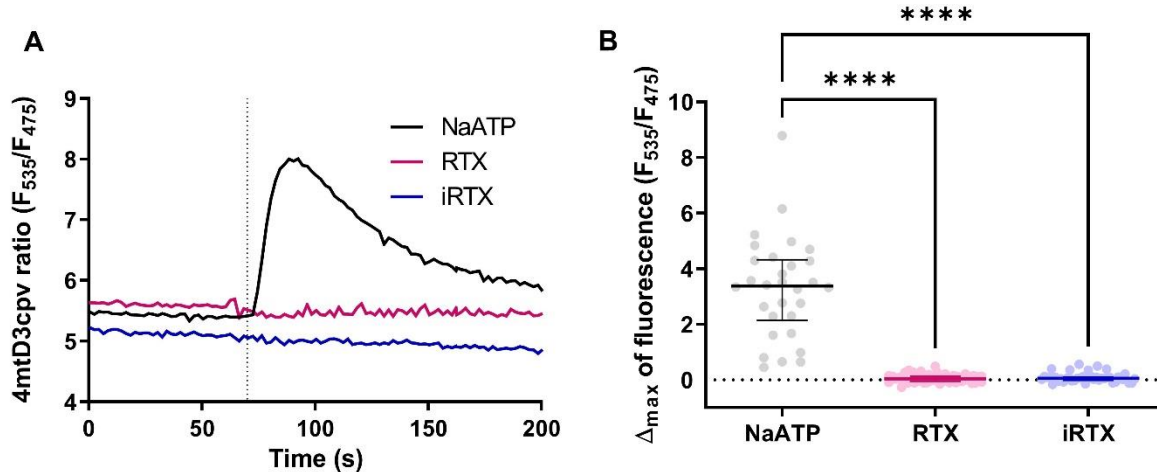 A
4mtD3cpv ratio (F535/F475)
9
8
7
6
5
4
0
50
100
150
200
Time (s)
NaATP
RTX
iRTX
B
Δmax of fluorescence (F535/F475)
10
8
6
4
2
0
****
****
NaATP
RTX
iRTX